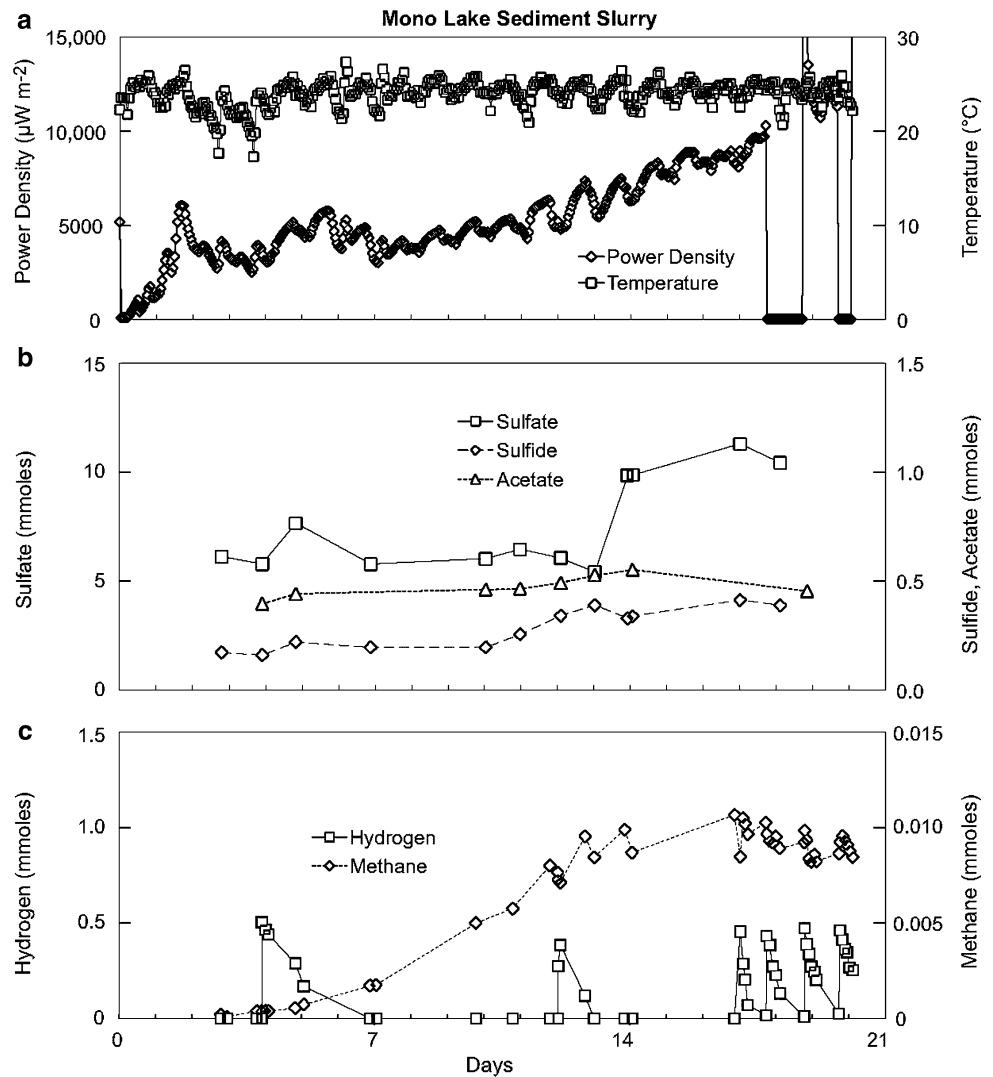 Mono Lake Sediment Slurry
a
Power Density (µW m-2)
15,000
10,000
5000
0
Power Density
Temperature
30
20
10
0
Temperature (°C)
b
Sulfate (mmoles)
15
10
5
0
Sulfate
Sulfide
Acetate
1.5
1.0
0.5
0.0
Sulfide, Acetate (mmoles)
c
Hydrogen (mmoles)
1.5
1.0
0.5
0
Hydrogen
Methane
0.015
0.010
0.005
0
Methane (mmoles)
0 7 14 21
Days